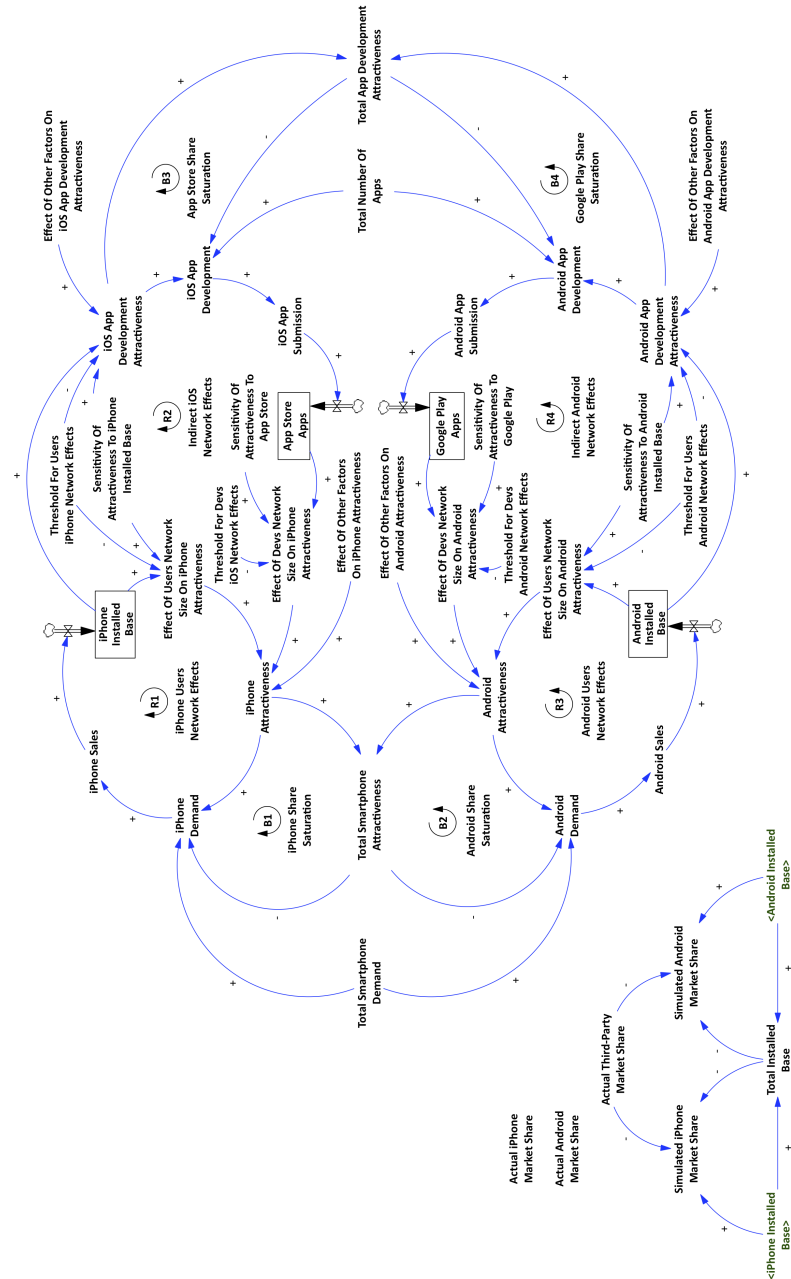 Effect Of Other Factors On
iOS App Development
Attractiveness
Threshold For Users
iPhone Network Effects
Sensitivity Of
Attractiveness To iPhone
Installed Base
iPhone Sales
iPhone
Installed
Base
iOS App
Development
Attractiveness
R1
iPhone Users
Network Effects
Effect Of Users Network
Size On iPhone
Attractiveness
R2
Indirect iOS
Network Effects
B3
App Store Share
Saturation
iPhone
Demand
Threshold For Devs
iOS Network Effects
Sensitivity Of
Attractiveness To
App Store
iOS App
Development
iPhone
Attractiveness
B1
iPhone Share
Saturation
Effect Of Devs Network
Size On iPhone
Attractiveness
App Store
Apps
iOS App
Submission
Effect Of Other Factors
On iPhone Attractiveness
Total Smartphone
Demand
Total Smartphone
Attractiveness
Total Number Of
Apps
Total App Development
Attractiveness
Effect Of Other Factors On
Android Attractiveness
B2
Android Share
Saturation
Android
Attractiveness
Effect Of Devs Network
Size On Android
Attractiveness
Google Play
Apps
Android App
Submission
Sensitivity Of
Attractiveness To
Google Play
Threshold For Devs
Android Network Effects
Android
Demand
R3
Android Users
Network Effects
Effect Of Users Network
Size On Android
Attractiveness
R4
Indirect Android
Network Effects
Android App
Development
B4
Google Play Share
Saturation
Actual iPhone
Market Share
Actual Android
Market Share
Actual Third-Party
Market Share
Android Sales
Android
Installed
Base
Sensitivity Of
Attractiveness To Android
Installed Base
Threshold For Users
Android Network Effects
Android App
Development
Attractiveness
Effect Of Other Factors On
Android App Development
Attractiveness
Simulated iPhone
Market Share
Simulated Android
Market Share
<iPhone Installed
Base>
Total Installed
Base
<Android Installed
Base>